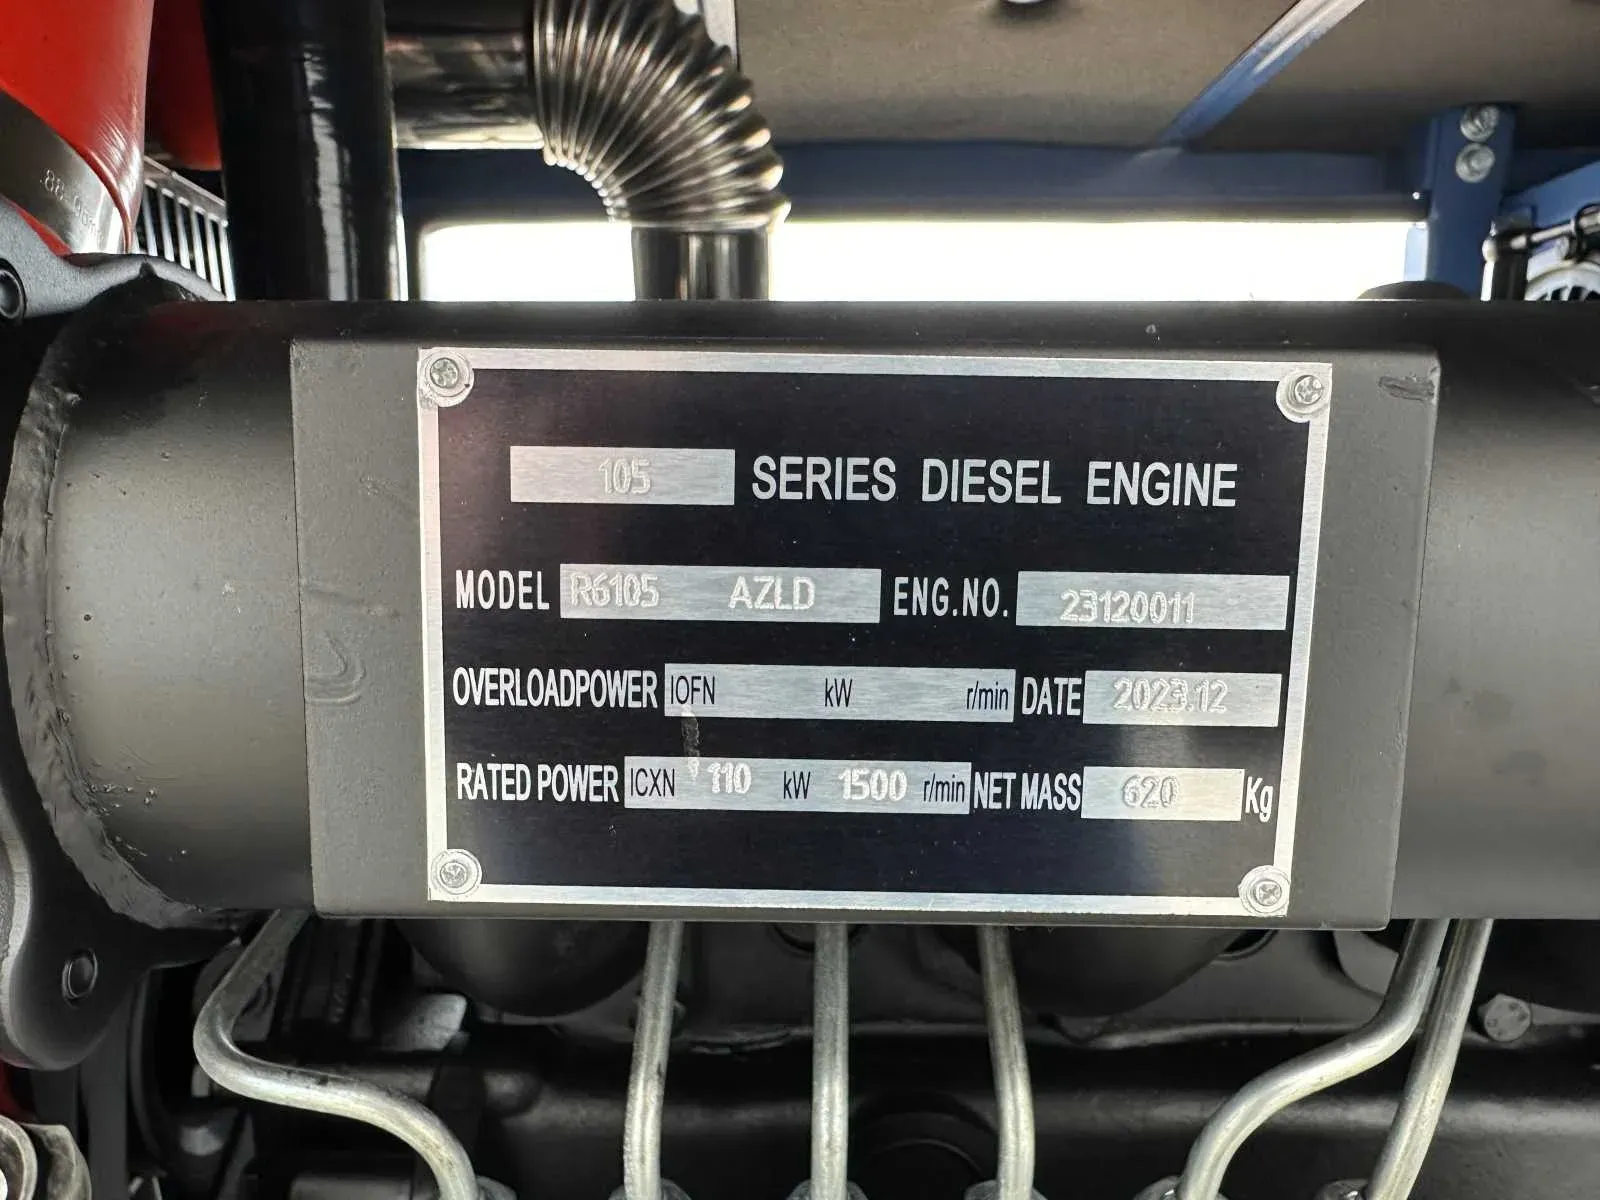 105 SERIES DIESEL ENGINE
MODEL R6105 AZLD ENG.NO. 23120011
OVERLOADPOWER IOFN kW r/min DATE 2023.12
RATED POWER ICXN 110 kW 1500 r/min NET MASS 620 Kg